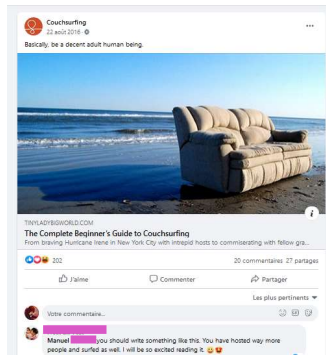 Couchsurfing
22 août 2016
Basically, be a decent adult human being.
TINYLADYBIGWORLD.COM
The Complete Beginner's Guide to Couchsurfing
From braving Hurricane Irene in New York City with intrepid hosts to commiserating with fellow gra...
202
20 commentaires 27 partages
J'aime Commenter Partager
Les plus pertinents
Votre commentaire...
Manuel you should write something like this. You have hosted way more
people and surfed as well. I will be so excited reading it.